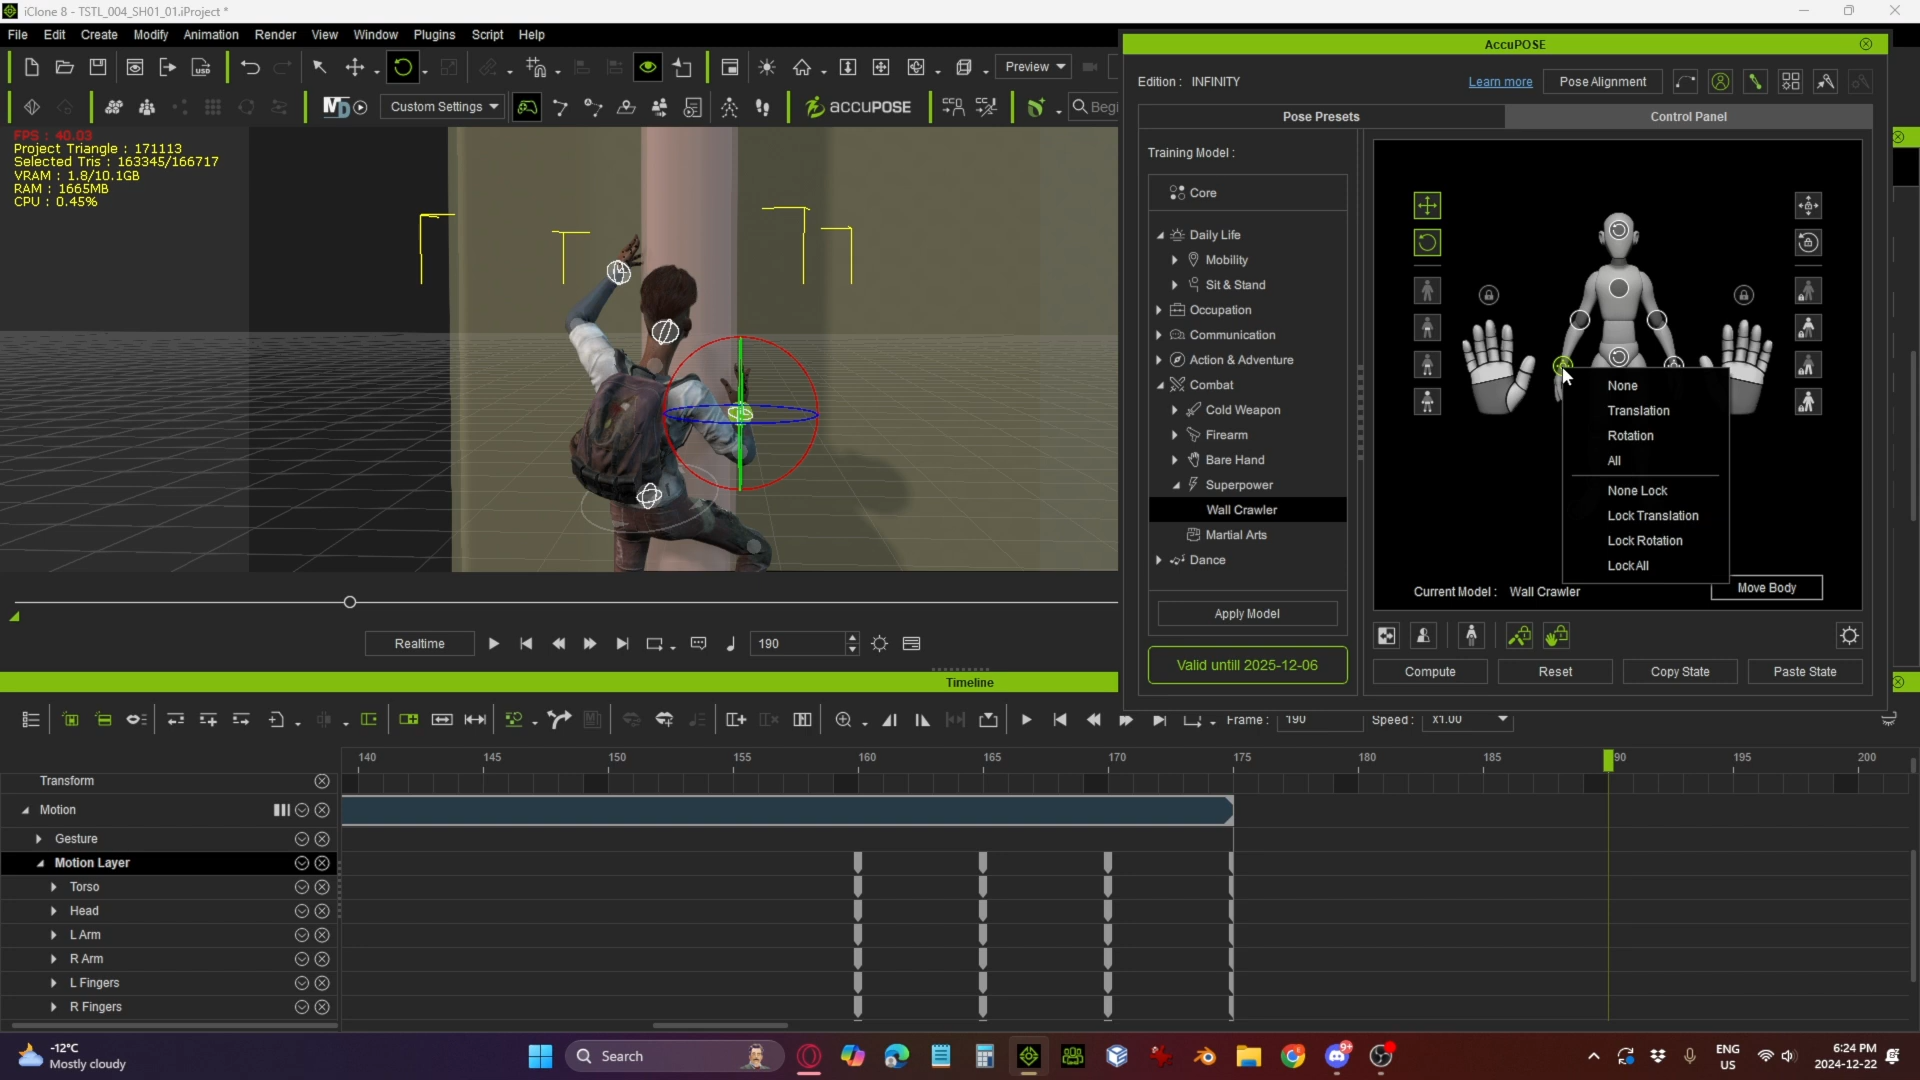 iClone 8 - TSTL_004_SH01_01.iProject *
File Edit Create Modify Animation Render View Window Plugins Script Help
Preview
Custom Settings
ACCUPOSE
Begi
FPS : 40.03
Project Triangle : 171113
Selected Tris : 163345/166717
VRAM : 1.8/10.1GB
RAM : 1665MB
CPU : 0.45%
AccuPOSE
Edition : INFINITY
Learn more
Pose Alignment
Pose Presets
Control Panel
Training Model :
Core
Daily Life
Mobility
Sit & Stand
Occupation
Communication
Action & Adventure
Combat
Cold Weapon
Firearm
Bare Hand
Superpower
Wall Crawler
Martial Arts
Dance
Apply Model
Valid untill 2025-12-06
None
Translation
Rotation
All
None Lock
Lock Translation
Lock Rotation
Lock All
Current Model : Wall Crawler
Move Body
Compute
Reset
Copy State
Paste State
Realtime
190
Timeline
Frame : 190
Speed : x1.00
140 145 150 155 160 165 170 175 180 185 90 195 200
Transform
Motion
Gesture
Motion Layer
Torso
Head
L Arm
R Arm
L Fingers
R Fingers
-12°C
Mostly cloudy
Search
9+
ENG
US
6:24 PM
2024-12-22